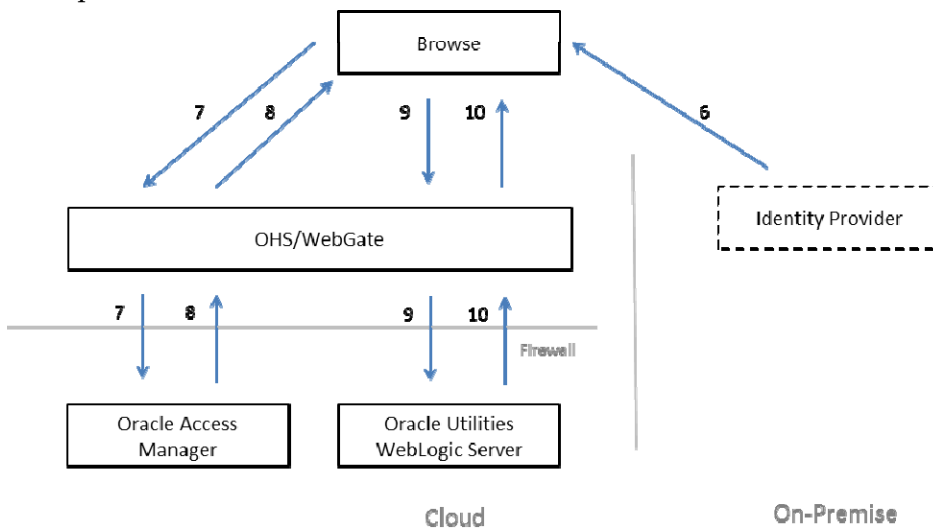 Browse
7
8
9
10
6
Identity Provider
OHS/WebGate
7
8
9
10
Firewall
Oracle Access
Manager
Oracle Utilities
WebLogic Server
Cloud
On-Premise